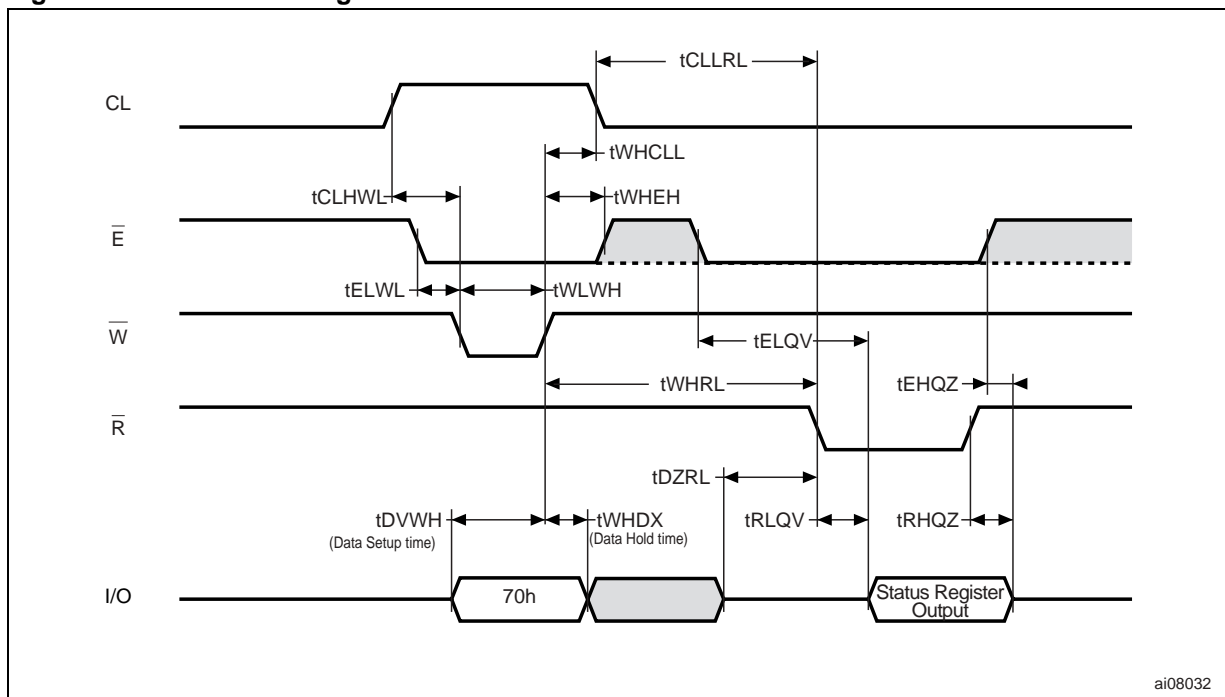 tCLLRL
CL
tWHCLL
tCLHWL
tWHEH
E
tELWL
tWLWH
W
tELQV
tWHRL
tEHQZ
R
tDZRL
tDVWH
(Data Setup time)
tWHDX
(Data Hold time)
tRLQV
tRHQZ
I/O
70h
Status Register
Output
ai08032